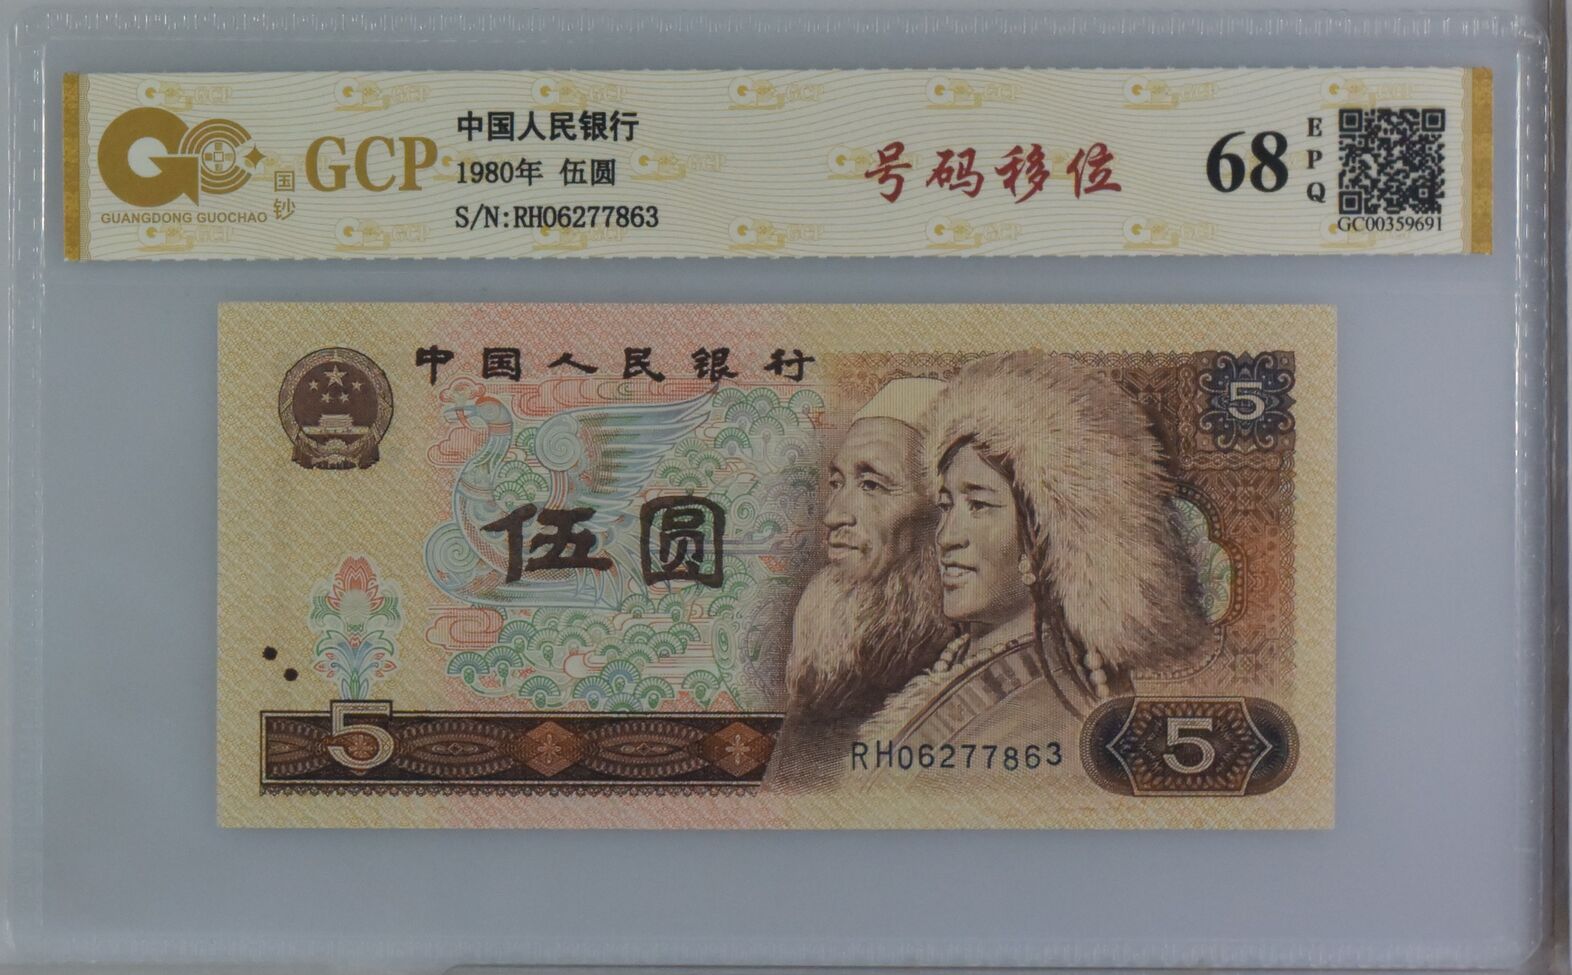 GUANGDONG GUOCHAO
国钞
GCP
中国人民银行
1980年 伍圆
S/N:RH06277863
号码移位
68
EPQ
GC00359691
中国人民银行
5
伍圆
5
RH06277863
5